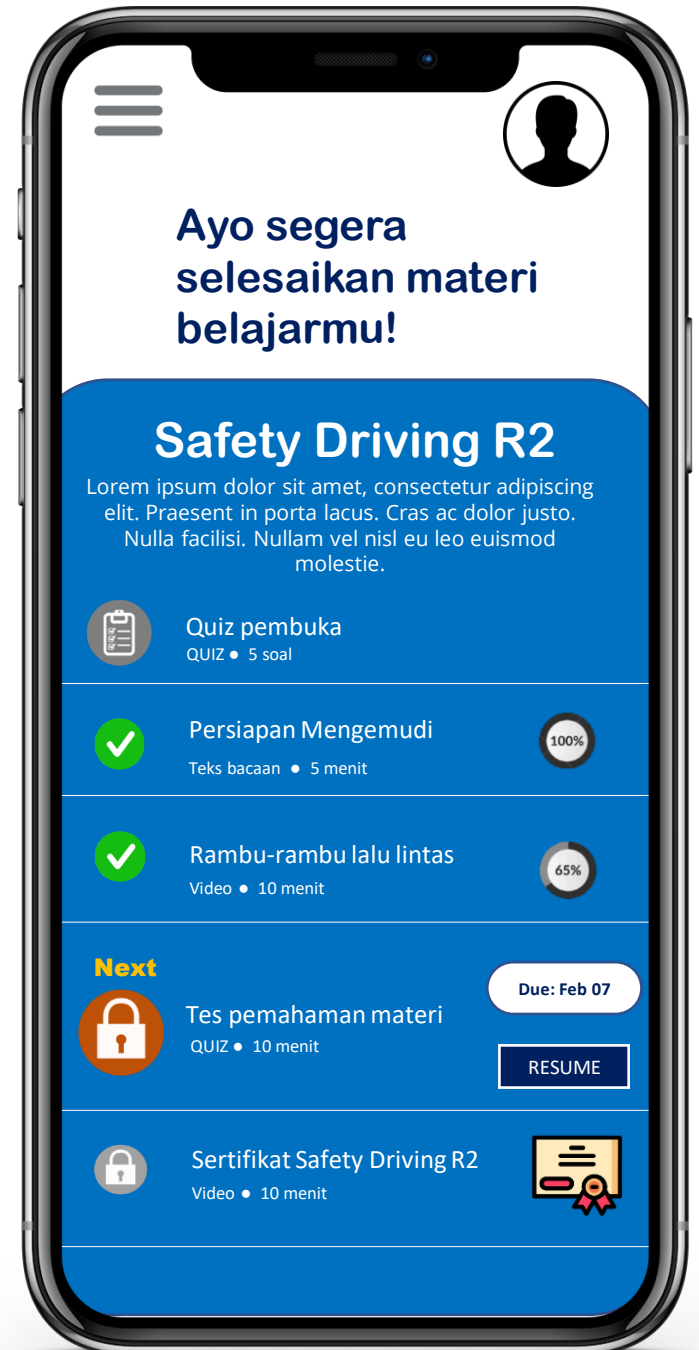 Ayo segera
selesaikan materi
belajarmu!
Safety Driving R2
Lorem ipsum dolor sit amet, consectetur adipiscing
elit. Praesent in porta lacus. Cras ac dolor justo.
Nulla facilisi. Nullam vel nisl eu leo euismod
molestie.
Quiz pembuka
QUIZ ● 5 soal
Persiapan Mengemudi
Teks bacaan ● 5 menit
100%
Rambu-rambu lalu lintas
Video ● 10 menit
65%
Next
Tes pemahaman materi
QUIZ ● 10 menit
Due: Feb 07
RESUME
Sertifikat Safety Driving R2
Video ● 10 menit